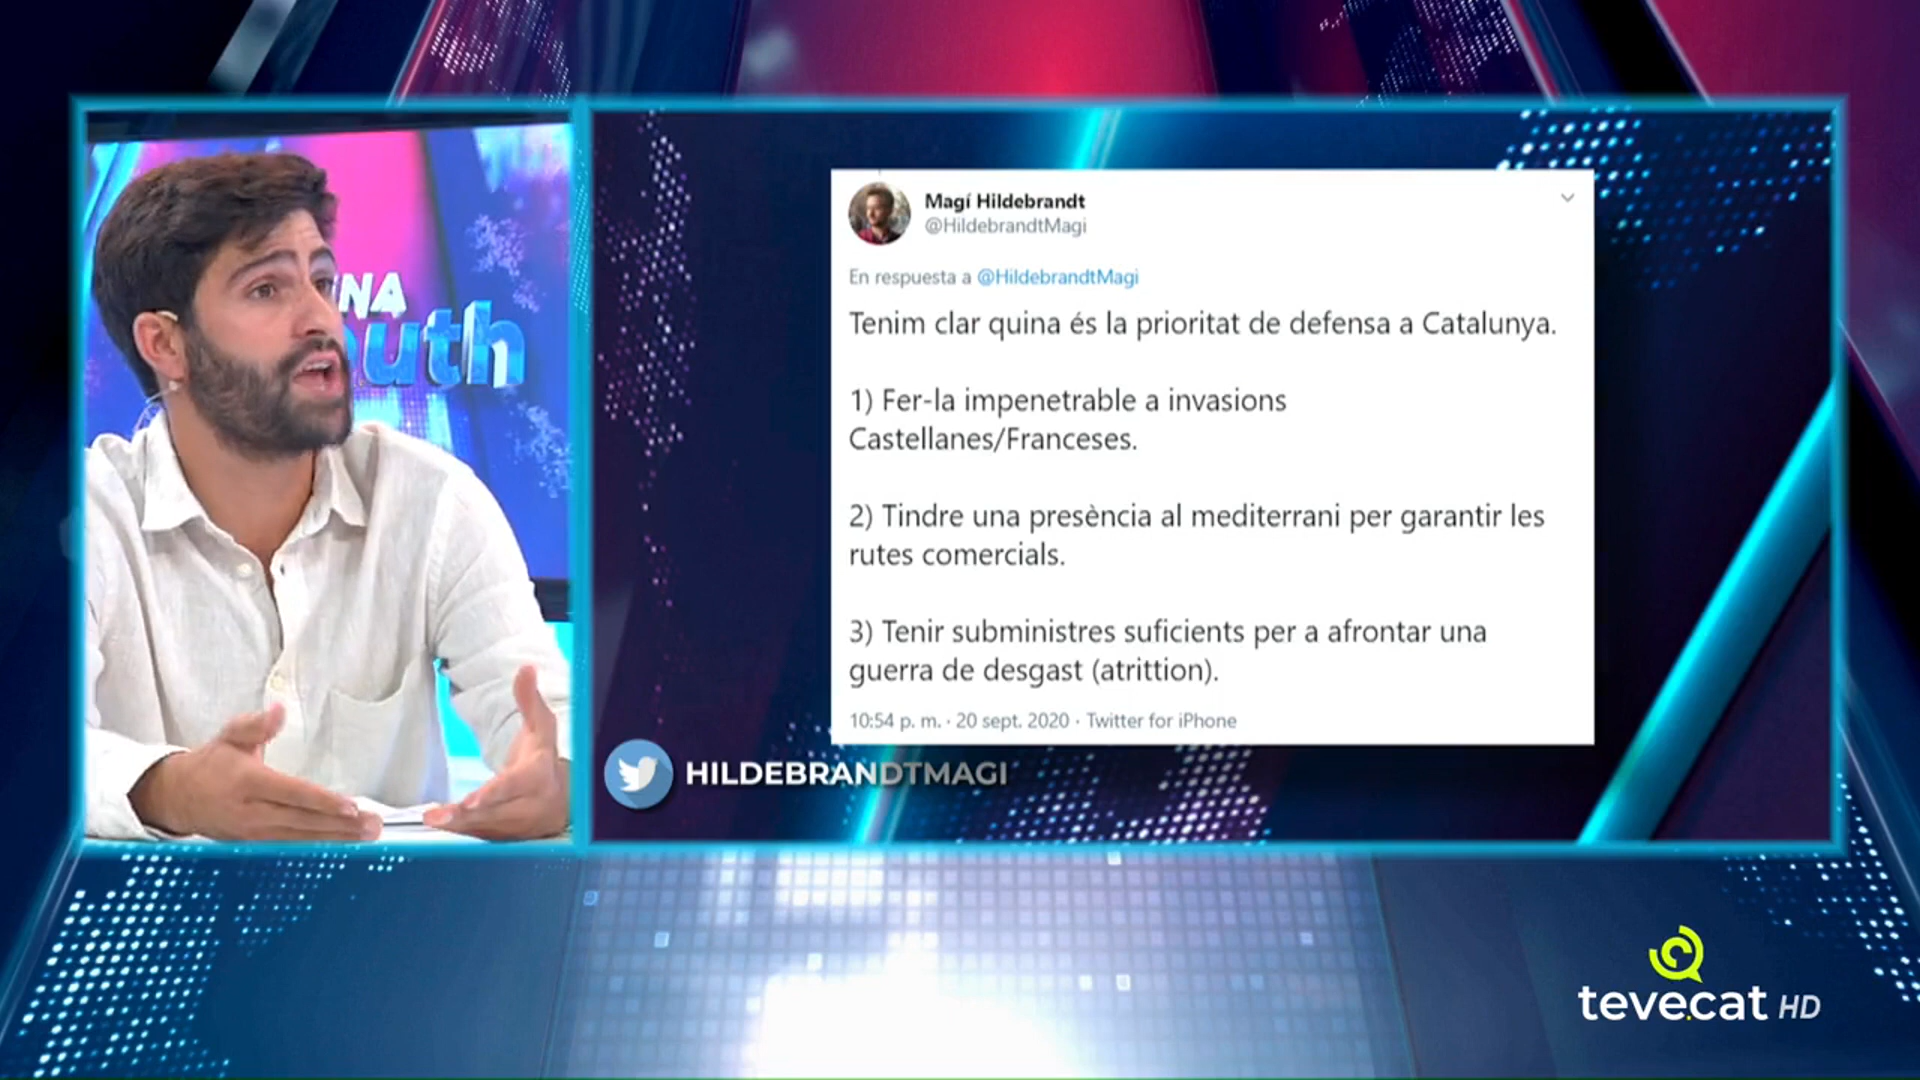 NA
outh
Magí Hildebrandt
@HildebrandtMagi
En respuesta a @HildebrandtMagi
Tenim clar quina és la prioritat de defensa a Catalunya.
1) Fer-la impenetrable a invasions
Castellanes/Franceses.
2) Tindre una presència al mediterrani per garantir les
rutes comercials.
3) Tenir subministres suficients per a afrontar una
guerra de desgast (atrittion).
10:54 p. m. · 20 sept. 2020 · Twitter for iPhone
HILDEBRANDTMAGI
tevecat HD